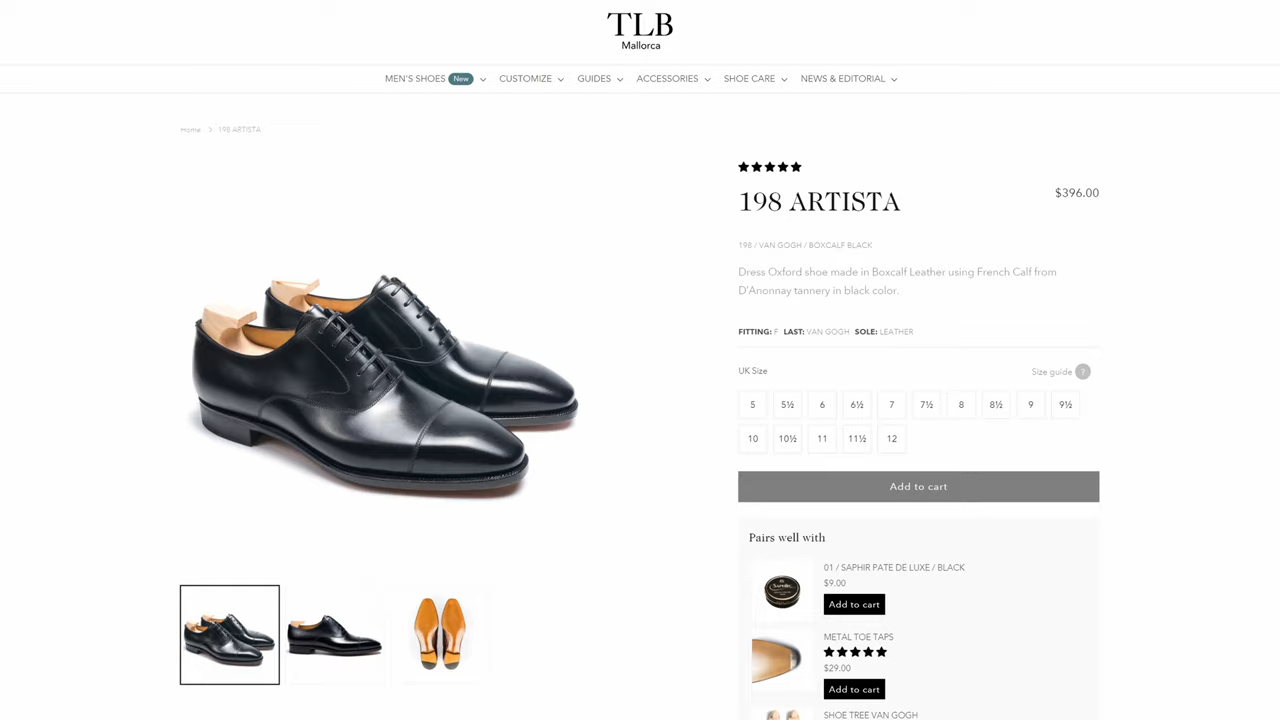 TLB
Mallorca
MEN'S SHOES New CUSTOMIZE GUIDES ACCESSORIES SHOE CARE NEWS & EDITORIAL
Home > 198 ARTISTA
198 ARTISTA
$396.00
198 / VAN GOGH / BOXCALF BLACK
Dress Oxford shoe made in Boxcalf Leather using French Calf from
D'Anonnay tannery in black color.
FITTING: F LAST: VAN GOGH SOLE: LEATHER
UK Size
Size guide ?
5 5½ 6 6½ 7 7½ 8 8½ 9 9½
10 10½ 11 11½ 12
Add to cart
Pairs well with
01 / SAPHIR PATE DE LUXE / BLACK
$9.00
Add to cart
METAL TOE TAPS
$29.00
Add to cart
SHOE TREE VAN GOGH